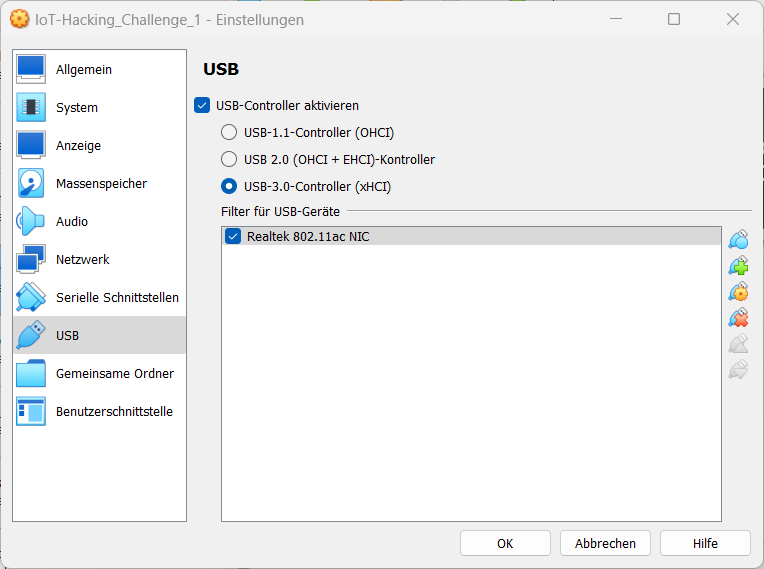 IoT-Hacking_Challenge_1 - Einstellungen
Allgemein
System
Anzeige
Massenspeicher
Audio
Netzwerk
Serielle Schnittstellen
USB
Gemeinsame Ordner
Benutzerschnittstelle
USB
USB-Controller aktivieren
USB-1.1-Controller (OHCI)
USB 2.0 (OHCI + EHCI)-Kontroller
USB-3.0-Controller (xHCI)
Filter für USB-Geräte
Realtek 802.11ac NIC
OK
Abbrechen
Hilfe